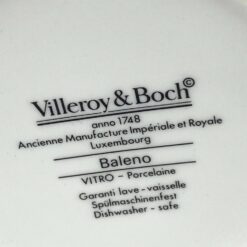 Villeroy & Boch©
anno 1748
Ancienne Manufacture Impériale et Royale
Luxembourg
Baleno
VITRO – Porcelaine
Garanti lave - vaisselle
Spülmaschinenfest
Dishwasher - safe